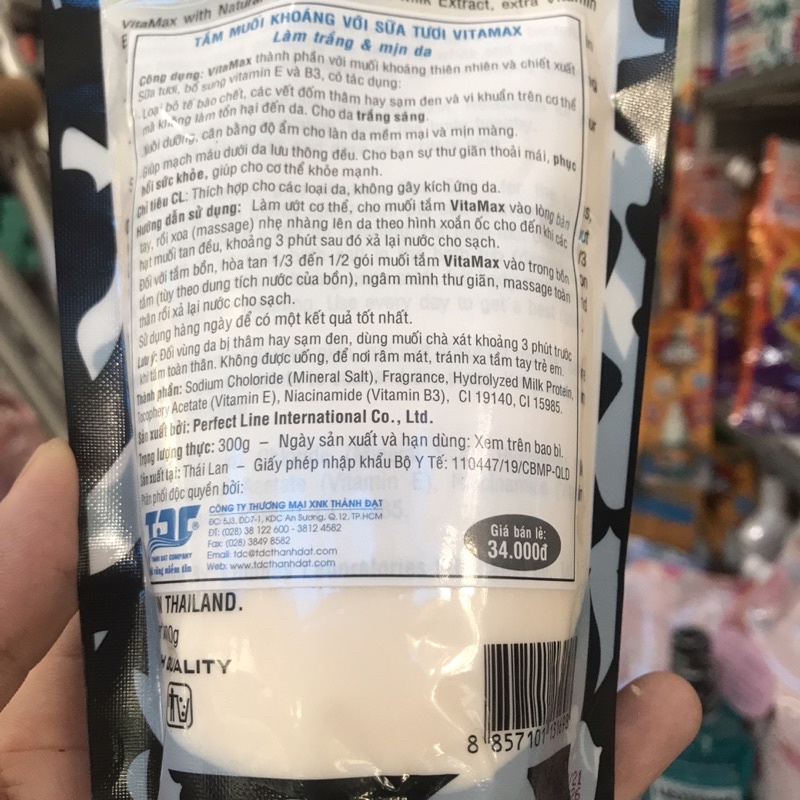 VitaMax with Natural
Milk Extract, extra
TẮM MUỐI KHOÁNG VỚI SỮA TƯƠI VITAMAX
Làm trắng & mịn da
Công dụng: VitaMax thành phần với muối khoáng thiên nhiên và chiết xuất
Sữa tươi, bổ sung vitamin E và B3, có tác dụng:
Loại bỏ tế bào chết, các vết đốm thâm hay sạm đen và vi khuẩn trên cơ thể
mà không làm tổn hại đến da. Cho da trắng sáng.
Nuôi dưỡng, cân bằng độ ẩm cho làn da mềm mại và mịn màng.
Giúp mạch máu dưới da lưu thông đều. Cho bạn sự thư giãn thoải mái, phục
hồi sức khỏe, giúp cho cơ thể khỏe mạnh.
Chỉ tiêu CL: Thích hợp cho các loại da, không gây kích ứng da.
Hướng dẫn sử dụng: Làm ướt cơ thể, cho muối tắm VitaMax vào lòng bàn
tay, rồi xoa (massage) nhẹ nhàng lên da theo hình xoắn ốc cho đến khi các
hạt muối tan đều, khoảng 3 phút sau đó xả lại nước cho sạch.
Đối với tắm bồn, hòa tan 1/3 đến 1/2 gói muối tắm VitaMax vào trong bồn
tắm (tùy theo dung tích nước của bồn), ngâm mình thư giãn, massage toàn
thân rồi xả lại nước cho sạch.
Sử dụng hàng ngày để có một kết quả tốt nhất.
Lưu ý: Đối vùng da bị thâm hay sạm đen, dùng muối chà xát khoảng 3 phút trước
khi tắm toàn thân. Không được uống, để nơi râm mát, tránh xa tầm tay trẻ em.
Thành phần: Sodium Choloride (Mineral Salt), Fragrance, Hydrolyzed Milk Protein,
Tocophery Acetate (Vitamin E), Niacinamide (Vitamin B3), CI 19140, CI 15985.
Sản xuất bởi: Perfect Line International Co., Ltd.
Trọng lượng thực: 300g – Ngày sản xuất và hạn dùng: Xem trên bao bì.
Sản xuất tại: Thái Lan – Giấy phép nhập khẩu Bộ Y Tế: 110447/19/CBMP-QLD
Phân phối độc quyền bởi:
CÔNG TY THƯƠNG MẠI XNK THÀNH ĐẠT
ĐC: 5J3, DD7-1, KDC An Sương, Q.12, TP.HCM
ĐT: (028) 38 122 600 - 3812 4582
Fax: (028) 3849 8582
Email: tdc@tdcthanhdat.com
Web: www.tdcthanhdat.com
TDC
THANH DAT COMPANY
Giá bán lẻ:
34.000đ
IN THAILAND.
QUALITY
8 857101